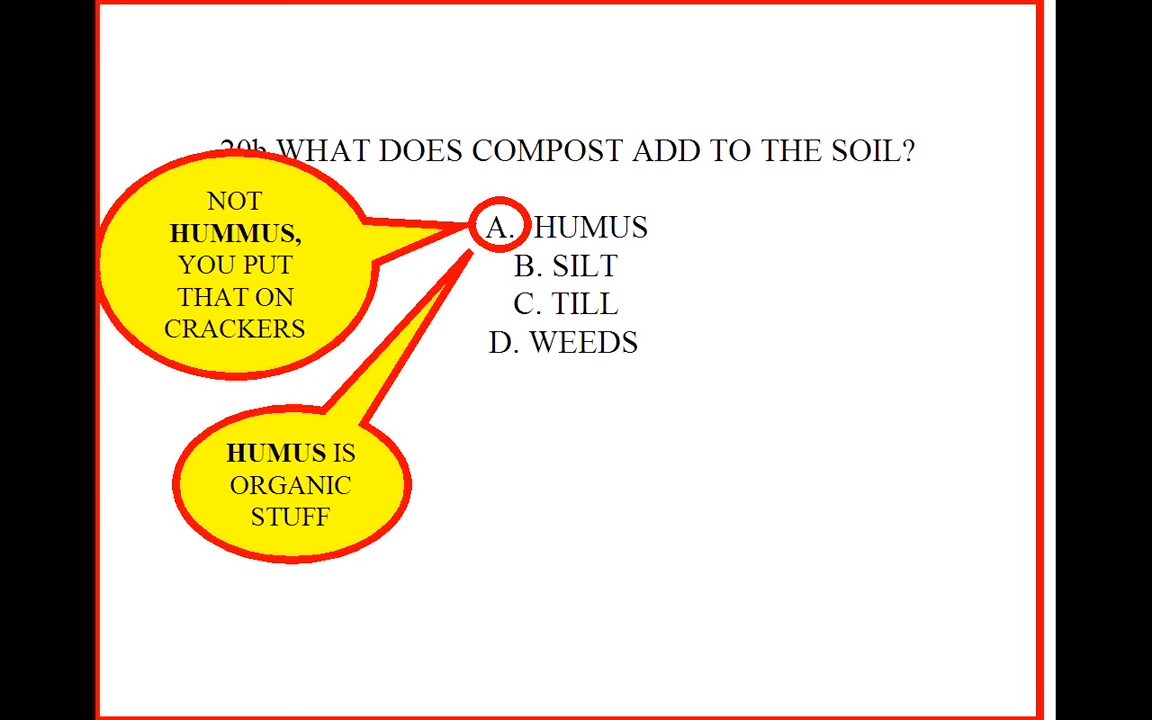 20b WHAT DOES COMPOST ADD TO THE SOIL?
A. HUMUS
B. SILT
C. TILL
D. WEEDS
NOT
HUMMUS,
YOU PUT
THAT ON
CRACKERS
HUMUS IS
ORGANIC
STUFF